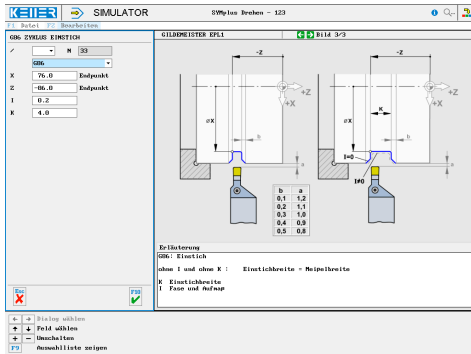 KELLER SIMULATOR SYMplus Drehen - 123
F1 Datei F2 Bearbeiten
G86 ZYKLUS EINSTICH
/ N 33
G86
X 76.0 Endpunkt
Z -86.0 Endpunkt
I 0.2
K 4.0
Esc F10
GILDEMEISTER EPL1 Bild 3/3
-Z -Z
+Z +Z
+X +X
K
øX øX
b b
I=0
a a
I≠0
b a
0,1 1,2
0,2 1,1
0,3 1,0
0,4 0,9
0,5 0,8
Erläuterung
G86: Einstich
ohne I und ohne K : Einstichbreite = Meißelbreite
K Einstichbreite
I Fase und Aufmaß
← → Dialog wählen
↑ ↓ Feld wählen
+ − Umschalten
F9 Auswahlliste zeigen